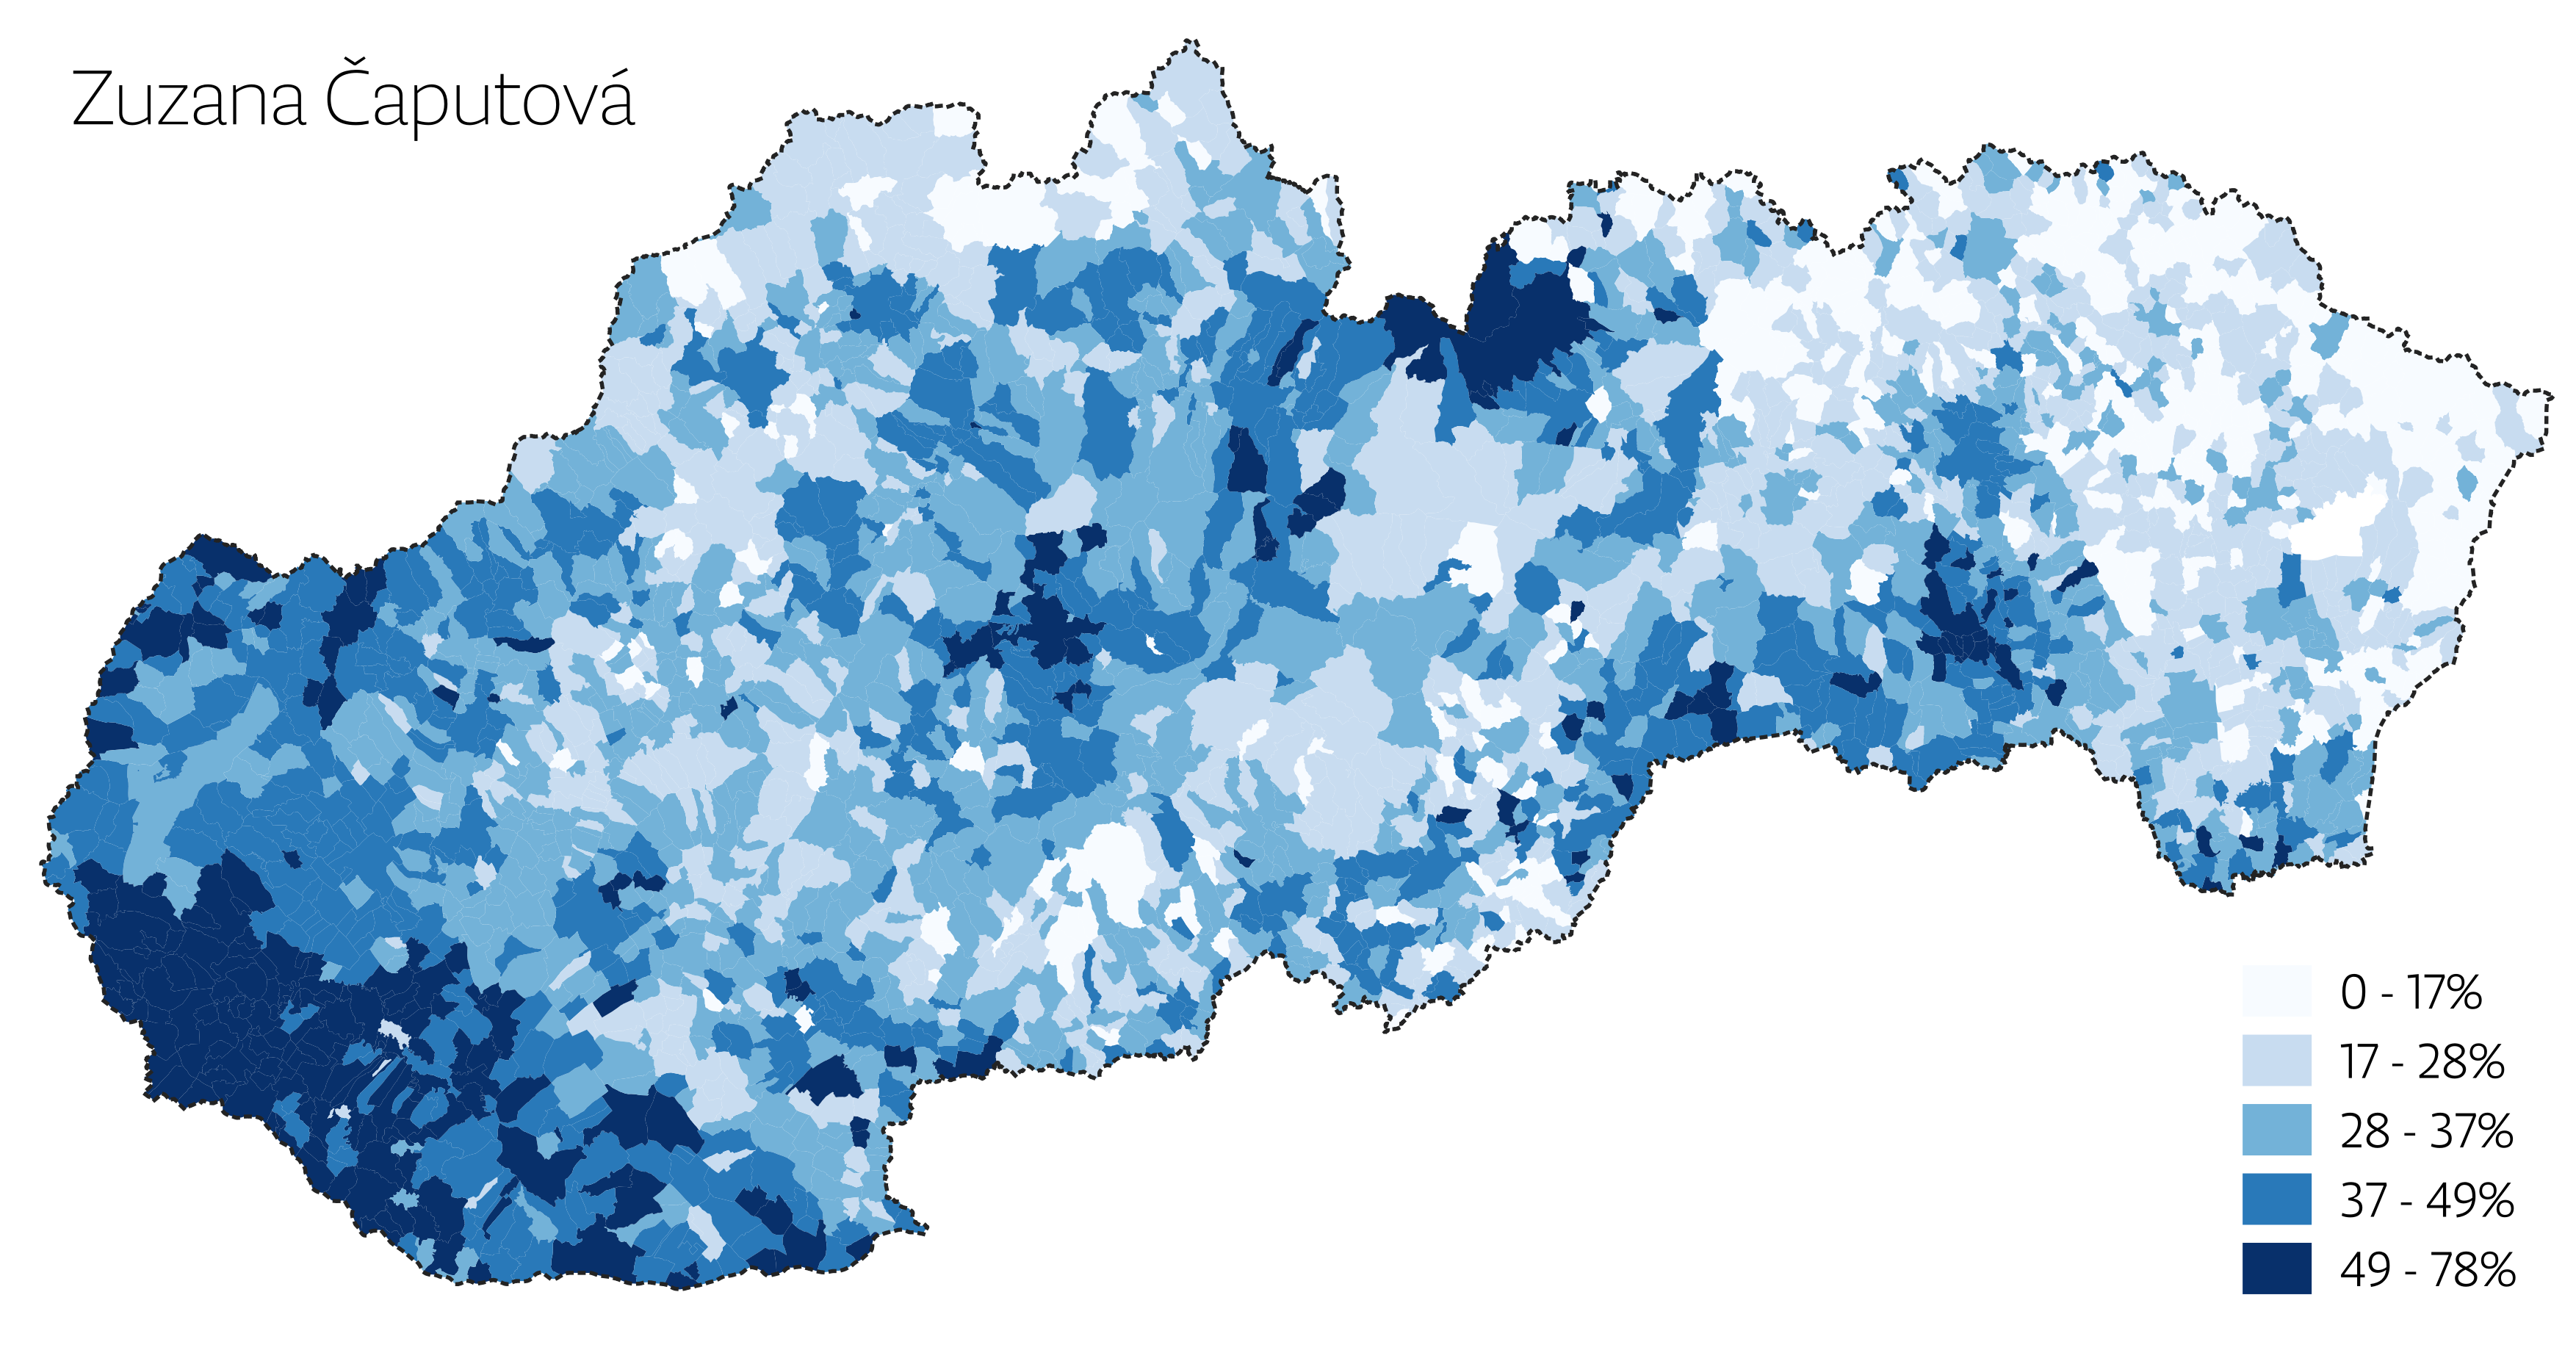 Zuzana Čaputová
0 - 17%
17 - 28%
28 - 37%
37 - 49%
49 - 78%